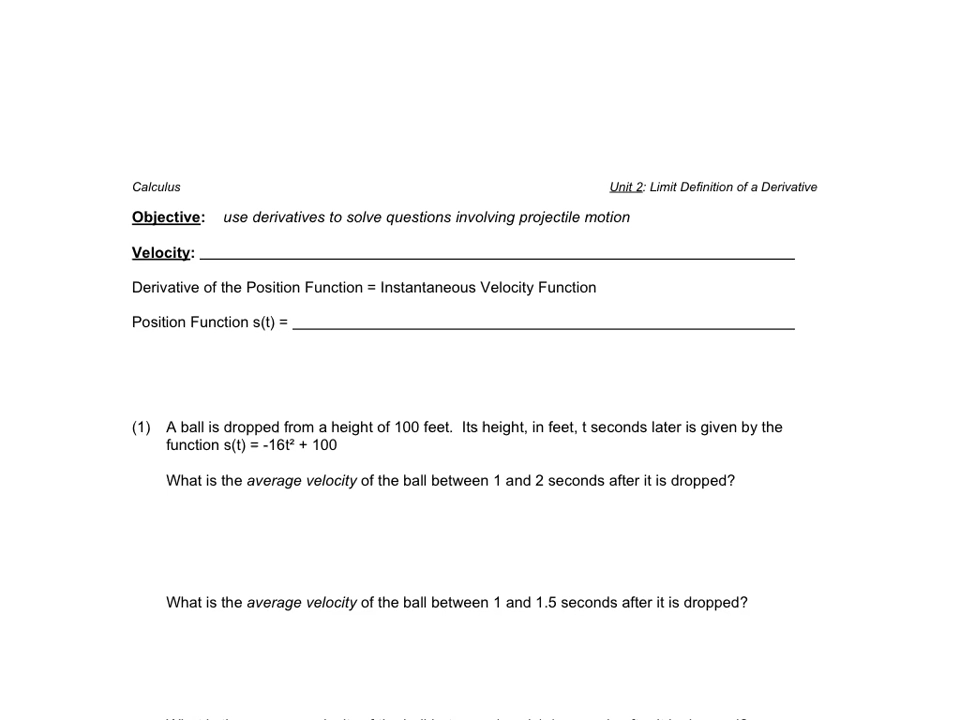 Calculus Unit 2: Limit Definition of a Derivative
Objective: use derivatives to solve questions involving projectile motion
Velocity:
Derivative of the Position Function = Instantaneous Velocity Function
Position Function s(t) =
(1) A ball is dropped from a height of 100 feet. Its height, in feet, t seconds later is given by the
function s(t) = -16t² + 100
What is the average velocity of the ball between 1 and 2 seconds after it is dropped?
What is the average velocity of the ball between 1 and 1.5 seconds after it is dropped?